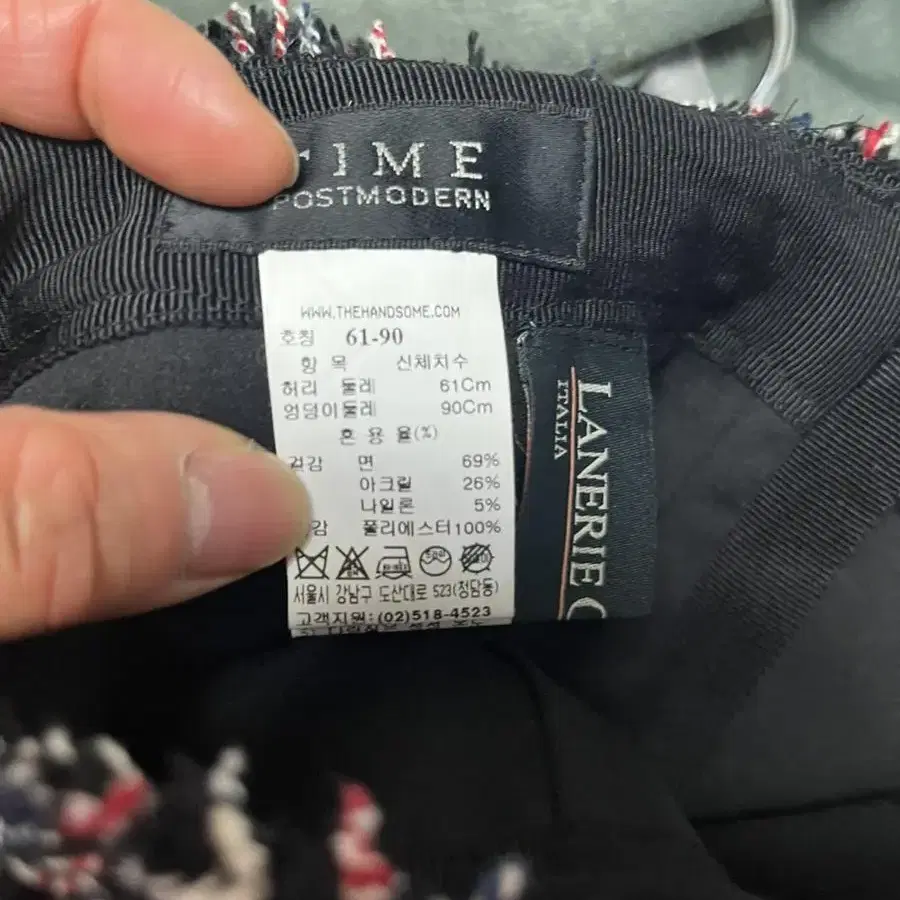 TIME
POSTMODERN
WWW.THEHANDSOME.COM
호칭 61-90
항 목 신체치수
허리 둘레 61Cm
엉덩이둘레 90Cm
혼 용 율(%)
겉감 면 69%
아크릴 26%
나일론 5%
감 폴리에스터100%
서울시 강남구 도산대로 523(청담동)
고객지원:(02)518-4523
LANERIE
ITALIA